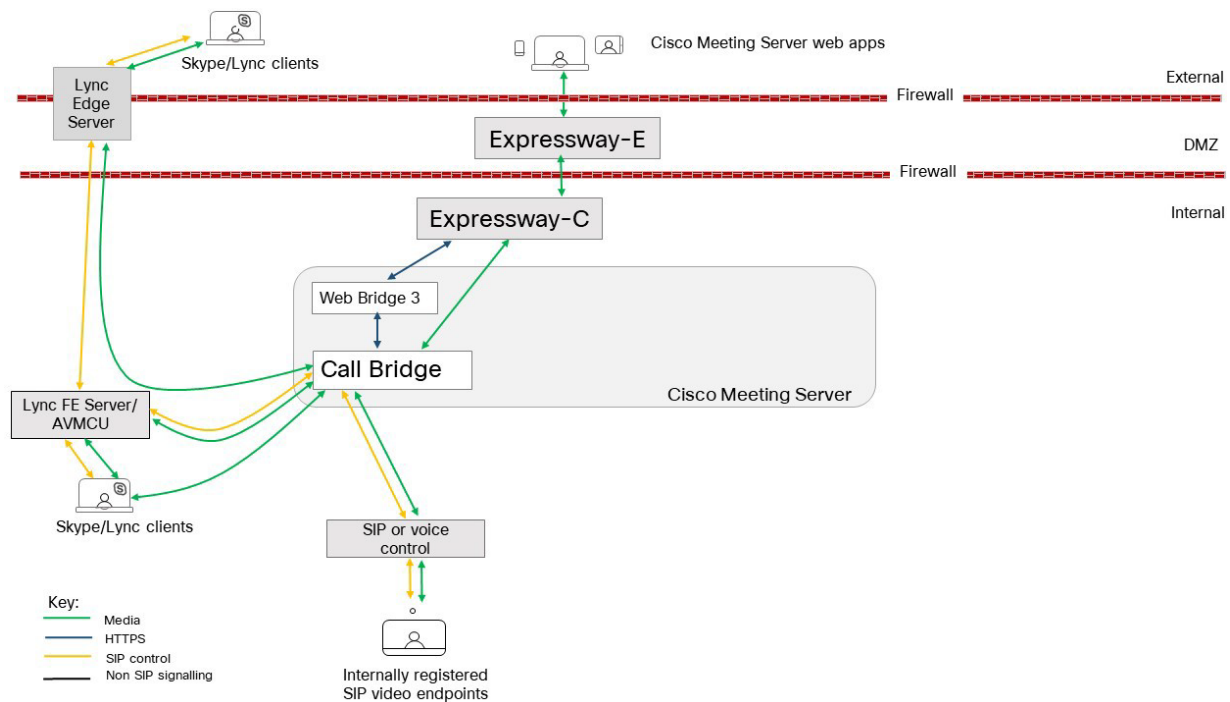 Skype/Lync clients
Cisco Meeting Server web apps
External
Lync
Edge
Server
Firewall
Expressway-E
DMZ
Firewall
Expressway-C
Internal
Web Bridge 3
Call Bridge
Cisco Meeting Server
Lync FE Server/
AVMCU
S
Skype/Lync clients
SIP or voice
control
Key:
Media
HTTPS
SIP control
Non SIP signalling
Internally registered
SIP video endpoints
S